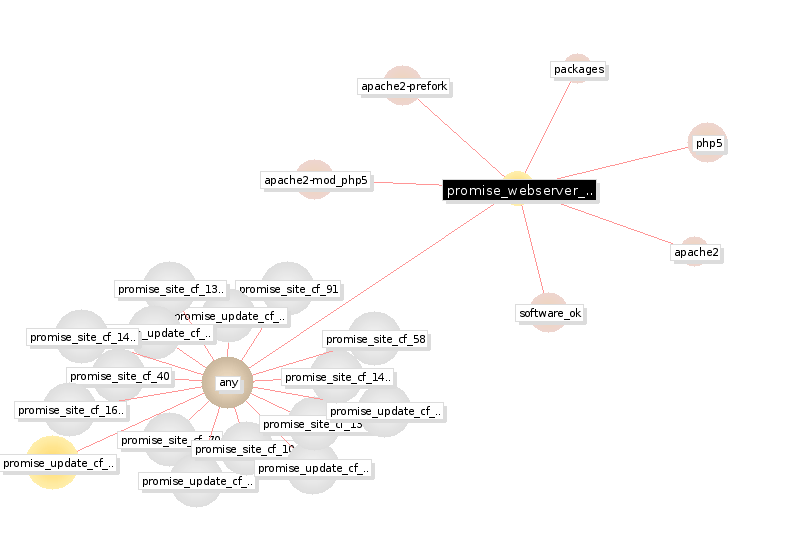 packages
apache2-prefork
php5
apache2-mod_php5
promise_webserver_..
apache2
promise_site_cf_13..
promise_site_cf_91
software_ok
promise_update_cf_..
_update_cf_..
promise_site_cf_14..
promise_site_cf_58
promise_site_cf_40
promise_site_cf_14..
any
promise_site_cf_16..
promise_update_cf_..
promise_site_cf_13
promise_site_cf_70
promise_site_cf_10
promise_update_cf_..
promise_update_cf_..
promise_update_cf_..